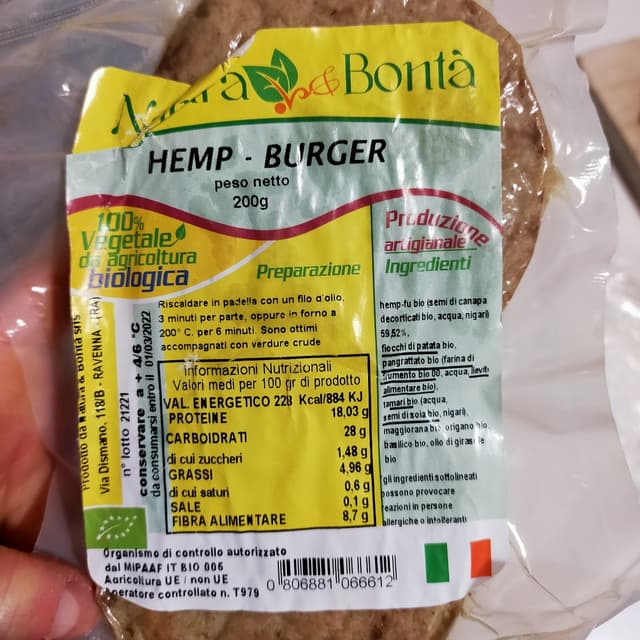 Natura & Bontà
HEMP - BURGER
peso netto
200g
100%
Vegetale
da agricoltura
biologica
Produzione
artigianale
Preparazione
Riscaldare in padella con un filo d'olio,
3 minuti per parte, oppure in forno a
200° C. per 6 minuti. Sono ottimi
accompagnati con verdure crude
Informazioni Nutrizionali
Valori medi per 100 gr di prodotto
VAL. ENERGETICO 228 Kcal/884 KJ
PROTEINE 18,03 g
CARBOIDRATI 28 g
di cui zuccheri 1,48 g
GRASSI 4,96 g
di cui saturi 0,6 g
SALE 0,1 g
FIBRA ALIMENTARE 8,7 g
Ingredienti
hemp-fu bio (semi di canapa
decorticati bio, acqua, nigari)
59,52%,
fiocchi di patata bio,
pangrattato bio (farina di
frumento bio 00, acqua, lieviti
alimentare bio),
tamari bio (acqua,
semi di soia bio, nigari),
maggiorana bio, origano bio,
basilico bio, olio di girasole
bio
gli ingredienti sottolineati
possono provocare
reazioni in persone
allergiche o intolleranti
Prodotto da Natura & Bontà srls
Via Dismano, 118/B - RAVENNA - (RA)
n° lotto 21221
conservare a + 4/6 °C
da consumarsi entro il 01/03/2022
Organismo di controllo autorizzato
dal MIPAAF IT BIO 006
Agricoltura UE / non UE
Operatore controllato n. T979
0 806881 066612